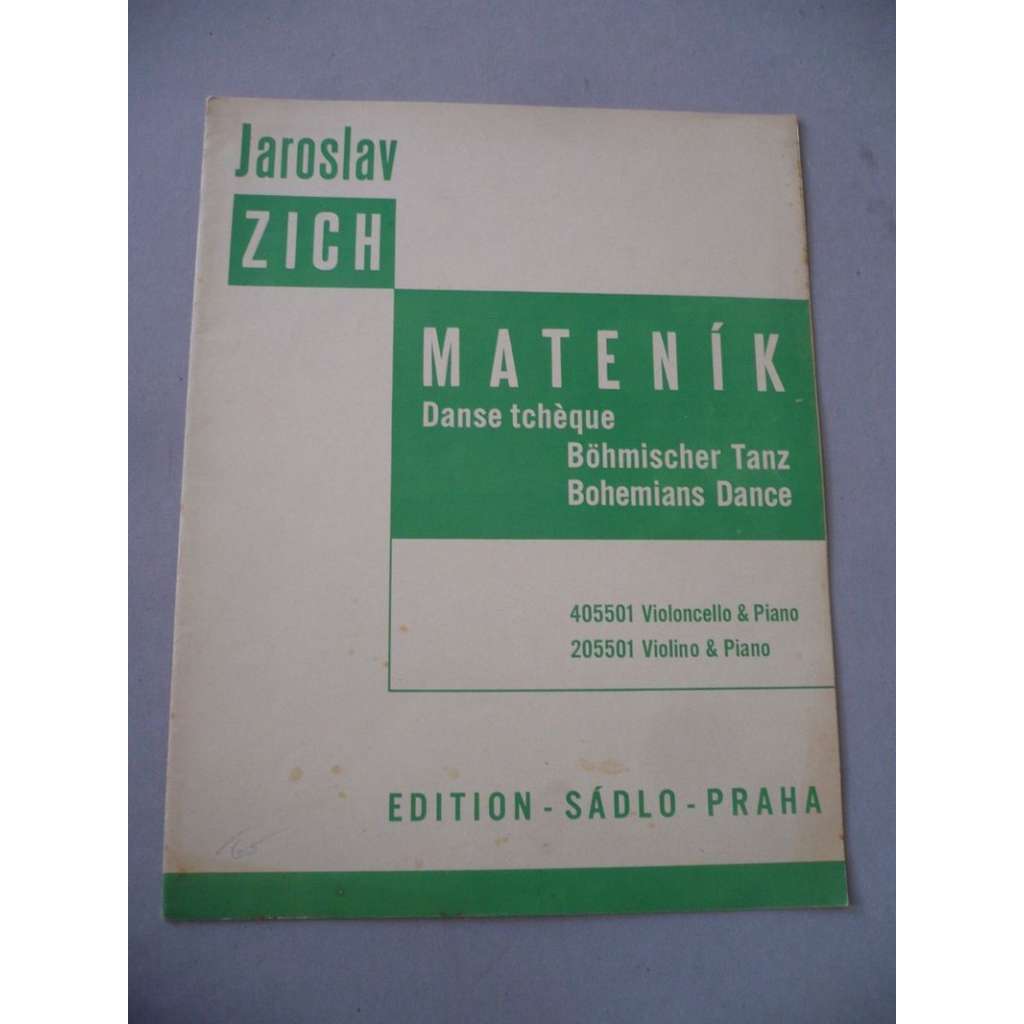 Jaroslav
ZICH
MATENÍK
Danse tchèque
Böhmischer Tanz
Bohemians Dance
405501 Violoncello & Piano
205501 Violino & Piano
EDITION - SÁDLO - PRAHA